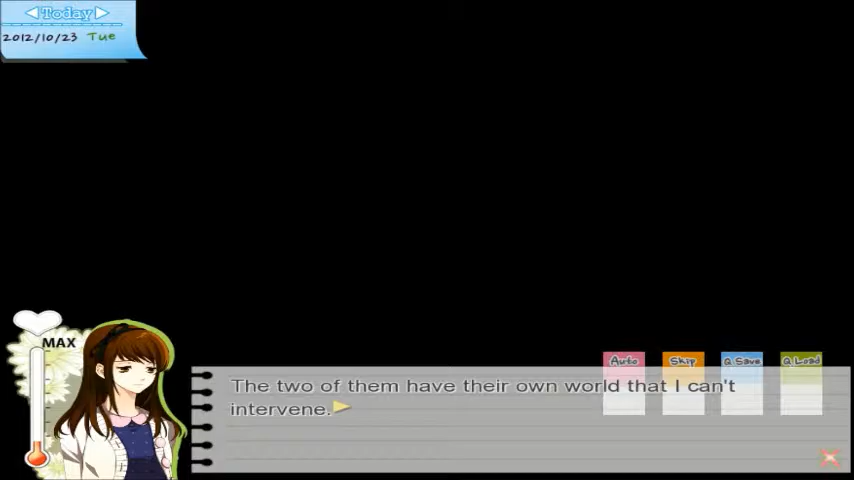 Today
2012/10/23 Tue
MAX
Auto Skip Q.Save Q.Load
The two of them have their own world that I can't
intervene.